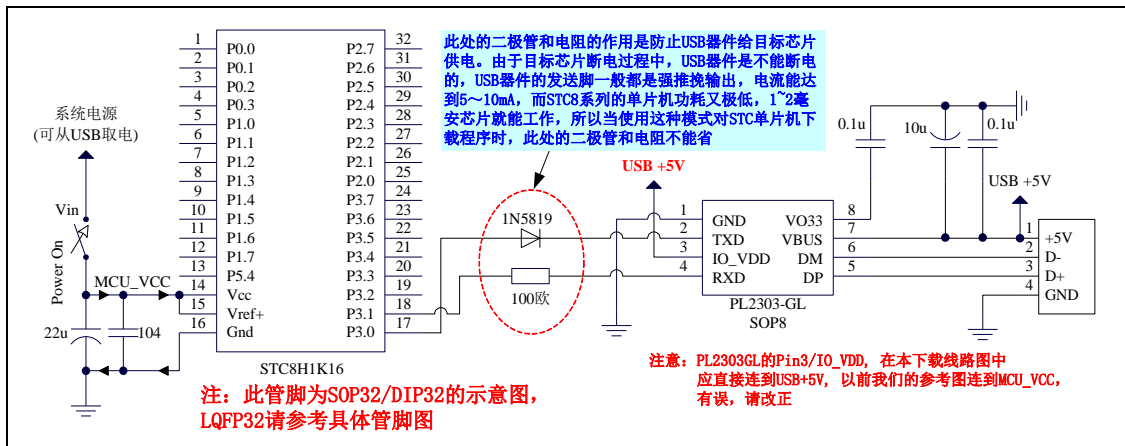 此处的二极管和电阻的作用是防止USB器件给目标芯片
供电。由于目标芯片断电过程中，USB器件是不能断电
的，USB器件的发送脚一般都是强推挽输出，电流能达
到5～10mA，而STC8系列的单片机功耗又极低，1~2毫
安芯片就能工作，所以当使用这种模式对STC单片机下
载程序时，此处的二极管和电阻不能省
系统电源
(可从USB取电)
Vin
Power On
MCU_VCC
22u
104
1 P0.0
2 P0.1
3 P0.2
4 P0.3
5 P1.0
6 P1.1
7 P1.2
8 P1.3
9 P1.4
10 P1.5
11 P1.6
12 P1.7
13 P5.4
14 Vcc
15 Vref+
16 Gnd
P2.7 32
P2.6 31
P2.5 30
P2.4 29
P2.3 28
P2.2 27
P2.1 26
P2.0 25
P3.7 24
P3.6 23
P3.5 22
P3.4 21
P3.3 20
P3.2 19
P3.1 18
P3.0 17
STC8H1K16
注：此管脚为SOP32/DIP32的示意图，
LQFP32请参考具体管脚图
1N5819
100欧
USB +5V
1 GND
2 TXD
3 IO_VDD
4 RXD
VO33 8
VBUS 7
DM 6
DP 5
PL2303-GL
SOP8
0.1u
10u
0.1u
USB +5V
1 +5V
2 D-
3 D+
4 GND
注意：PL2303GL的Pin3/IO_VDD, 在本下载线路图中
应直接连到USB+5V, 以前我们的参考图连到MCU_VCC,
有误，请改正